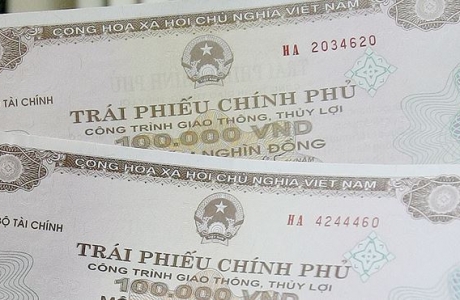 CỘNG HÒA XÃ HỘI CHỦ NGHĨA VIỆT NAM
HA 2034620
TÀI CHÍNH
TRÁI PHIẾU CHÍNH PHỦ
CÔNG TRÌNH GIAO THÔNG, THỦY LỢI
100.000 VND
NGHÌN ĐỒNG
CỘNG HÒA XÃ HỘI CHỦ NGHĨA VIỆT NAM
HA 4244460
BỘ TÀI CHÍNH
TRÁI PHIẾU CHÍNH PHỦ
CÔNG TRÌNH GIAO THÔNG, THỦY LỢI
100.000 VND